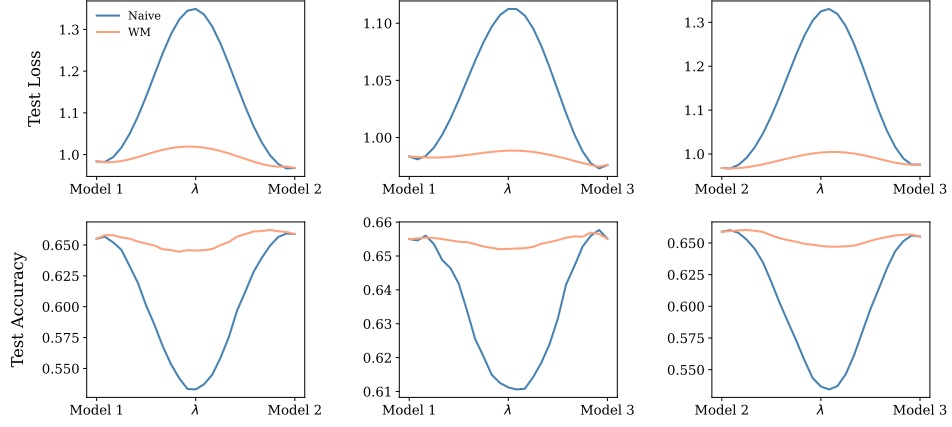 Test Loss
1.3
1.2
1.1
1.0
Naive
WM
Model 1
λ
Model 2
1.10
1.05
1.00
Model 1
λ
Model 3
1.3
1.2
1.1
1.0
Model 2
λ
Model 3
Test Accuracy
0.650
0.625
0.600
0.575
0.550
Model 1
λ
Model 2
0.66
0.65
0.64
0.63
0.62
0.61
Model 1
λ
Model 3
0.650
0.625
0.600
0.575
0.550
Model 2
λ
Model 3